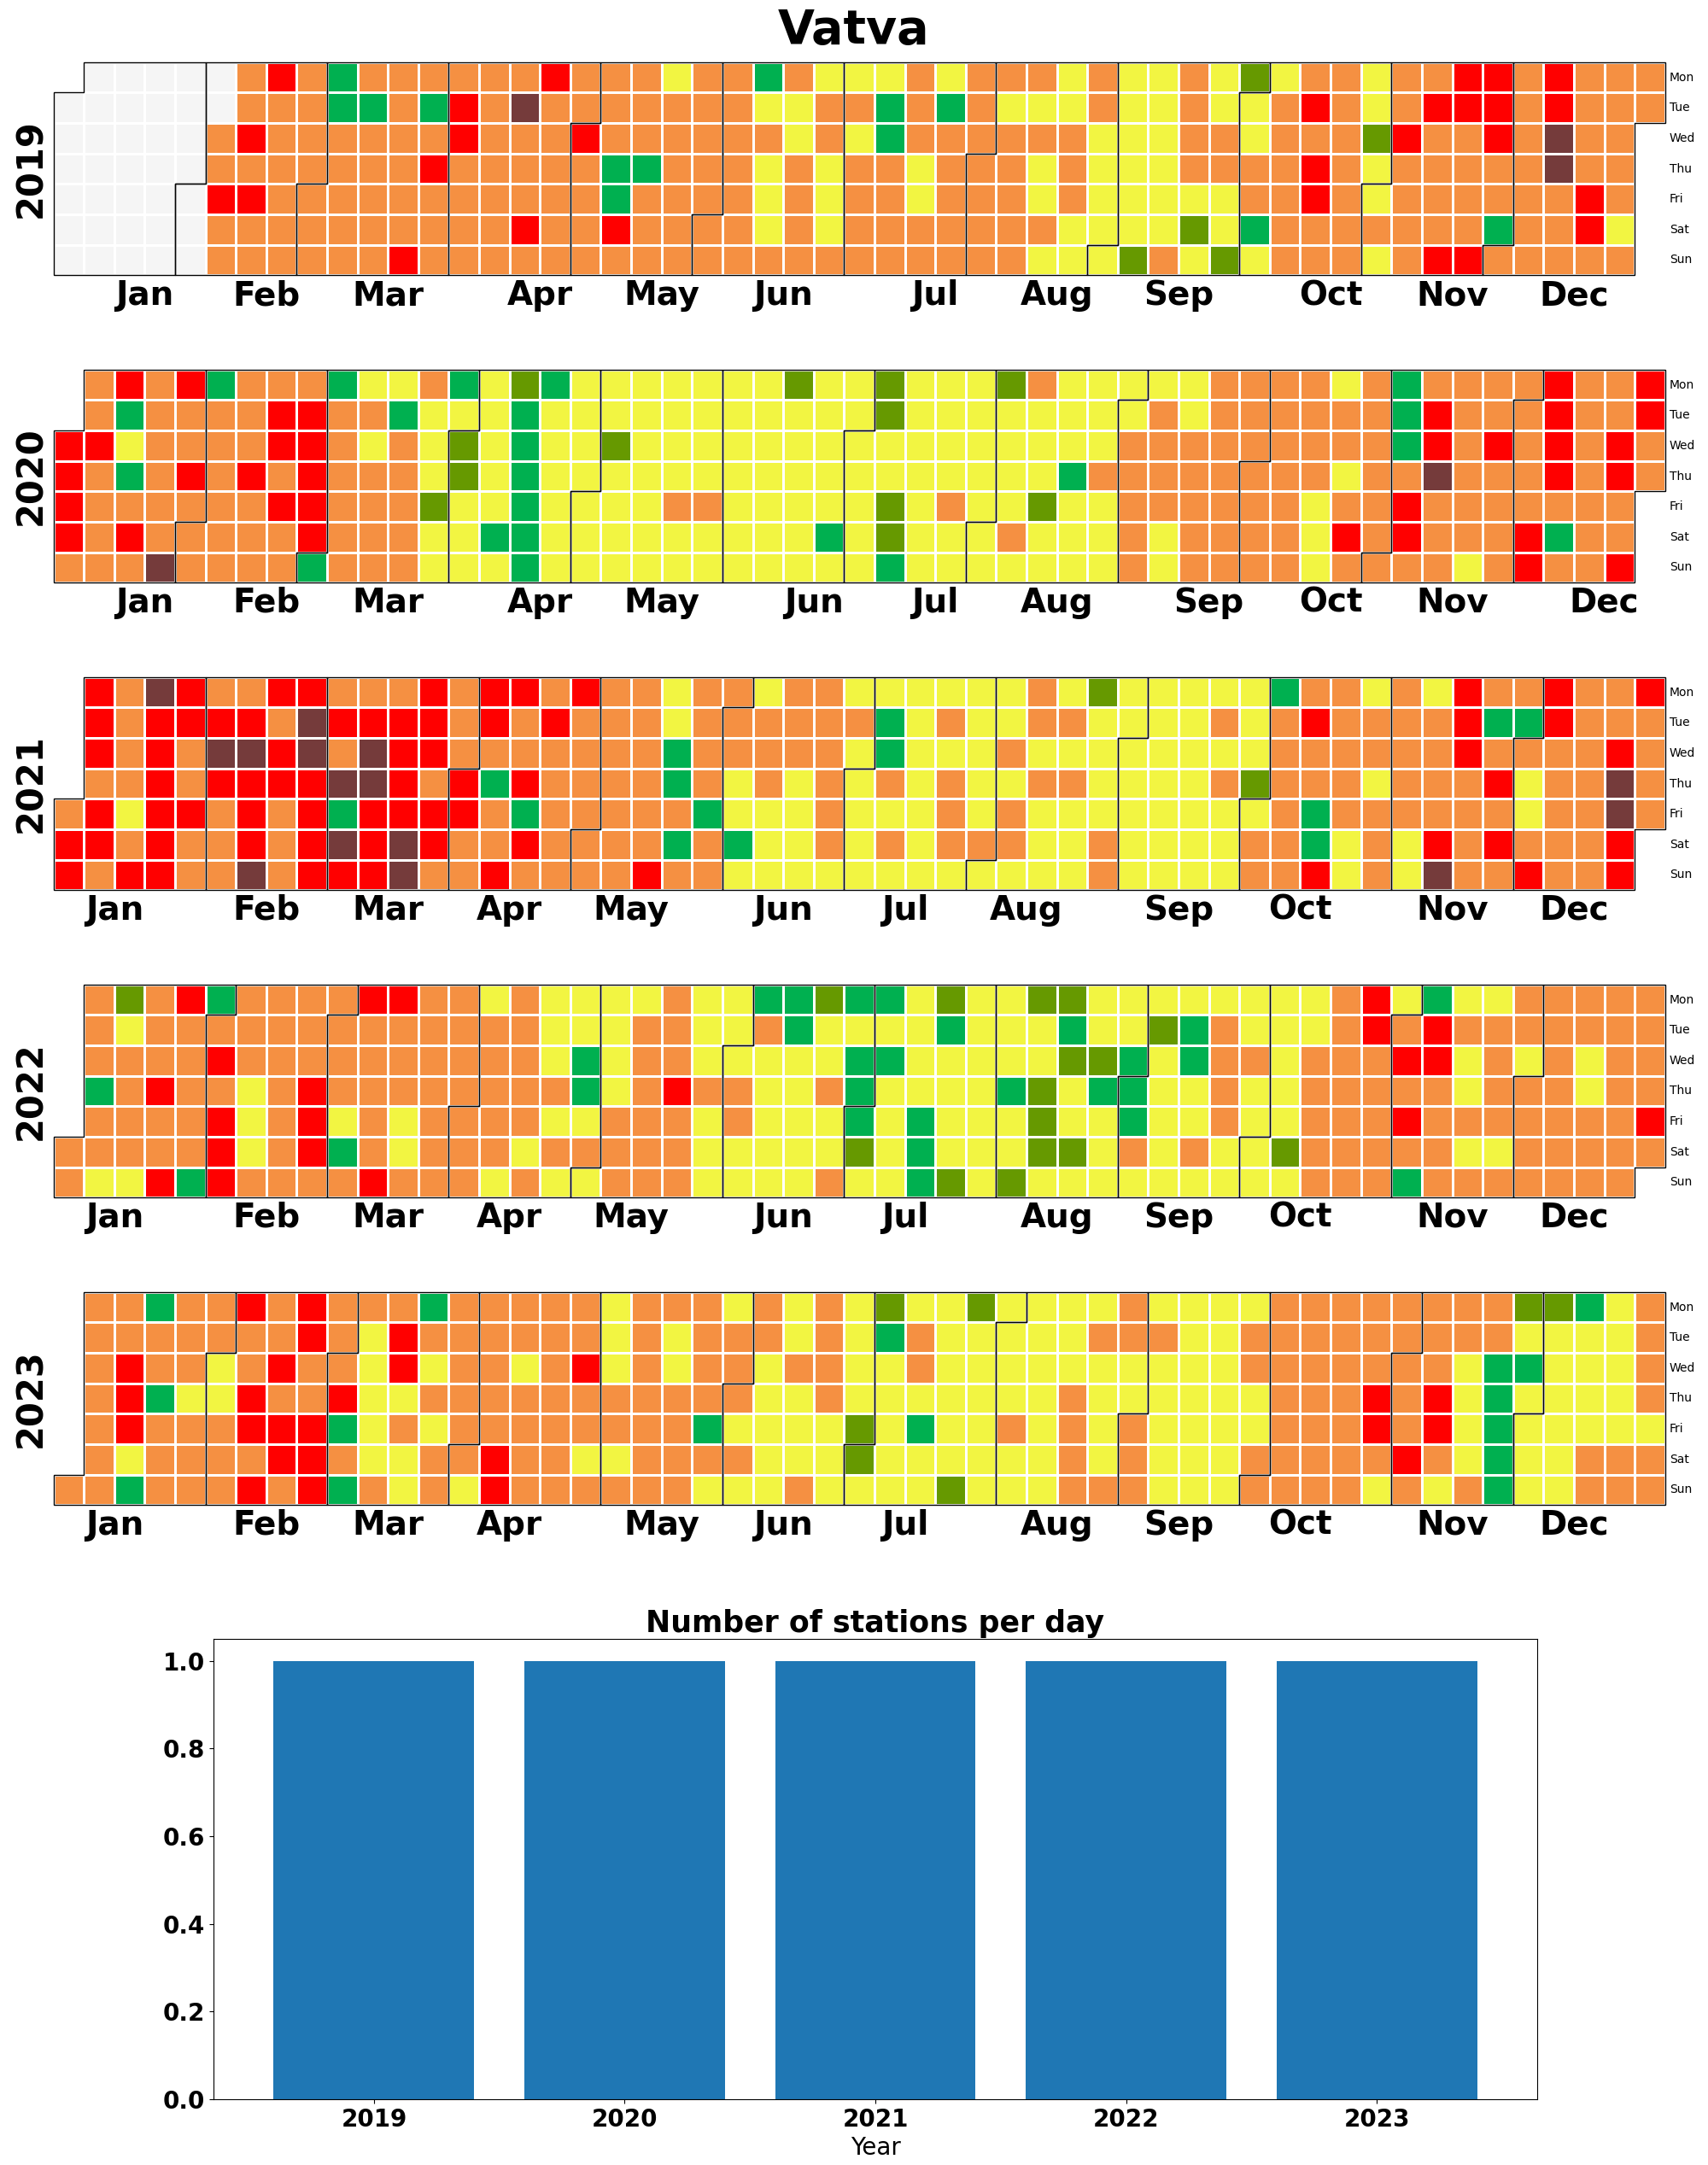 Vatva
2019
Mon
Tue
Wed
Thu
Fri
Sat
Sun
Jan Feb Mar Apr May Jun Jul Aug Sep Oct Nov Dec
2020
Mon
Tue
Wed
Thu
Fri
Sat
Sun
Jan Feb Mar Apr May Jun Jul Aug Sep Oct Nov Dec
2021
Mon
Tue
Wed
Thu
Fri
Sat
Sun
Jan Feb Mar Apr May Jun Jul Aug Sep Oct Nov Dec
2022
Mon
Tue
Wed
Thu
Fri
Sat
Sun
Jan Feb Mar Apr May Jun Jul Aug Sep Oct Nov Dec
2023
Mon
Tue
Wed
Thu
Fri
Sat
Sun
Jan Feb Mar Apr May Jun Jul Aug Sep Oct Nov Dec
Number of stations per day
1.0
0.8
0.6
0.4
0.2
0.0
2019 2020 2021 2022 2023
Year